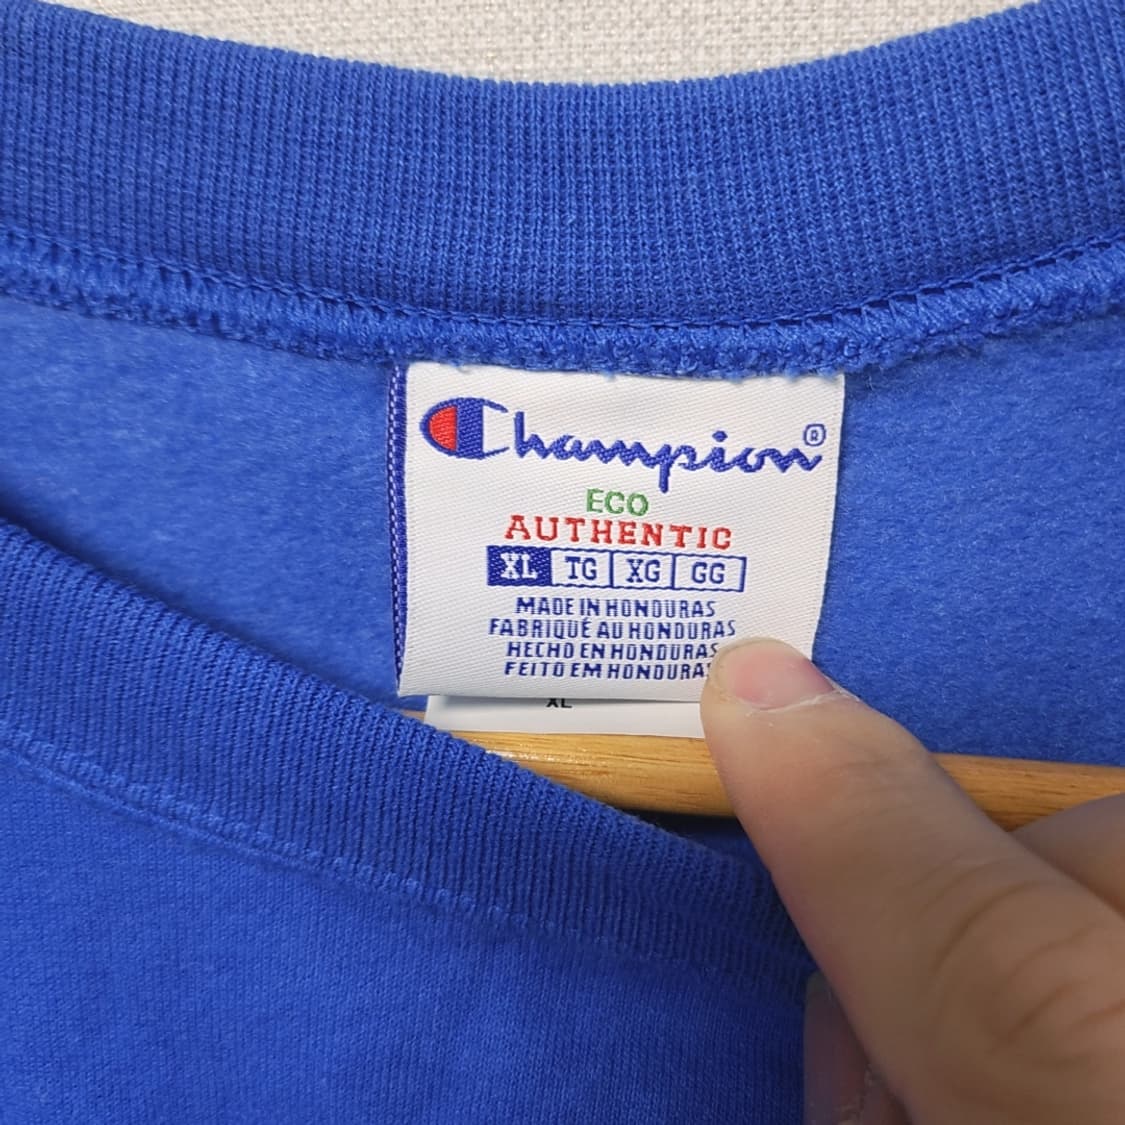 Champion®
ECO
AUTHENTIC
XL TG XG GG
MADE IN HONDURAS
FABRIQUÉ AU HONDURAS
HECHO EN HONDURAS
FEITO EM HONDURAS
XL